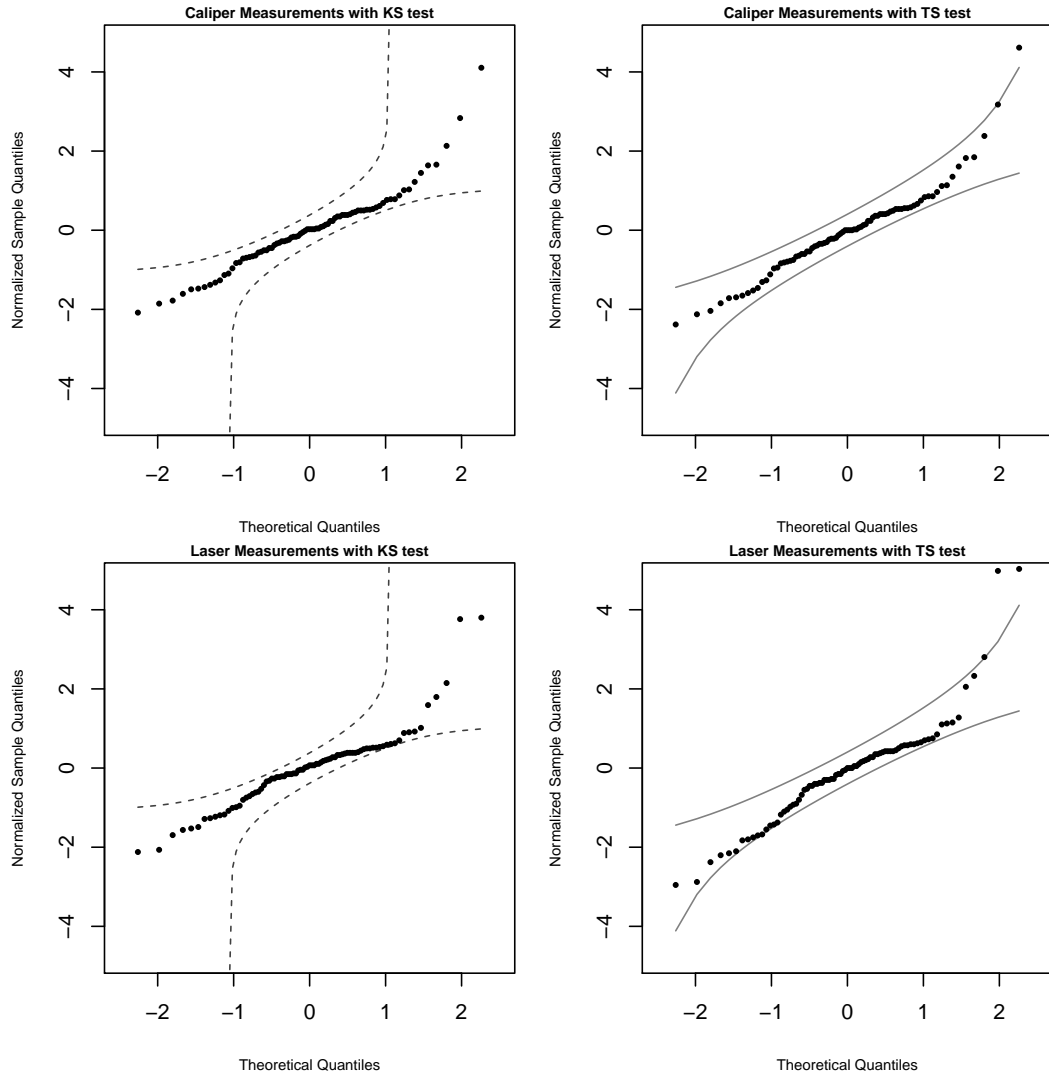 Caliper Measurements with KS test
Normalized Sample Quantiles
4
2
0
−2
−4
−2 −1 0 1 2
Theoretical Quantiles
Caliper Measurements with TS test
Normalized Sample Quantiles
4
2
0
−2
−4
−2 −1 0 1 2
Theoretical Quantiles
Laser Measurements with KS test
Normalized Sample Quantiles
4
2
0
−2
−4
−2 −1 0 1 2
Theoretical Quantiles
Laser Measurements with TS test
Normalized Sample Quantiles
4
2
0
−2
−4
−2 −1 0 1 2
Theoretical Quantiles